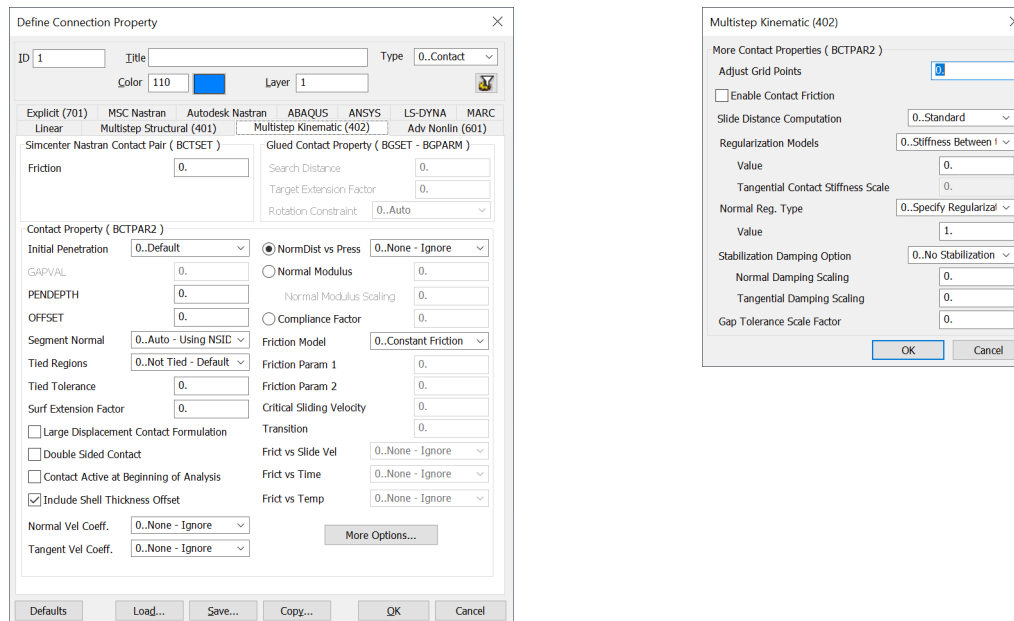 Define Connection Property
ID 1 Title Type 0..Contact
Color 110 Layer 1
Explicit (701) MSC Nastran Autodesk Nastran ABAQUS ANSYS LS-DYNA MARC
Linear Multistep Structural (401) Multistep Kinematic (402) Adv Nonlin (601)
Simcenter Nastran Contact Pair ( BCTSET )
Friction 0.
Glued Contact Property ( BGSET - BGPARM )
Search Distance 0.
Target Extension Factor 0.
Rotation Constraint 0..Auto
Contact Property ( BCTPAR2 )
Initial Penetration 0..Default
GAPVAL 0.
PENDEPTH 0.
OFFSET 0.
Segment Normal 0..Auto - Using NSID
Tied Regions 0..Not Tied - Default
Tied Tolerance 0.
Surf Extension Factor 0.
Large Displacement Contact Formulation
Double Sided Contact
Contact Active at Beginning of Analysis
Include Shell Thickness Offset
Normal Vel Coeff. 0..None - Ignore
Tangent Vel Coeff. 0..None - Ignore
NormDist vs Press 0..None - Ignore
Normal Modulus 0.
Normal Modulus Scaling 0.
Compliance Factor 0.
Friction Model 0..Constant Friction
Friction Param 1 0.
Friction Param 2 0.
Critical Sliding Velocity 0.
Transition 0.
Frict vs Slide Vel 0..None - Ignore
Frict vs Time 0..None - Ignore
Frict vs Temp 0..None - Ignore
More Options...
Defaults Load... Save... Copy... OK Cancel
Multistep Kinematic (402)
More Contact Properties ( BCTPAR2 )
Adjust Grid Points 0.
Enable Contact Friction
Slide Distance Computation 0..Standard
Regularization Models 0..Stiffness Between
Value 0.
Tangential Contact Stiffness Scale 0.
Normal Reg. Type 0..Specify Regularizat
Value 1.
Stabilization Damping Option 0..No Stabilization
Normal Damping Scaling 0.
Tangential Damping Scaling 0.
Gap Tolerance Scale Factor 0.
OK Cancel